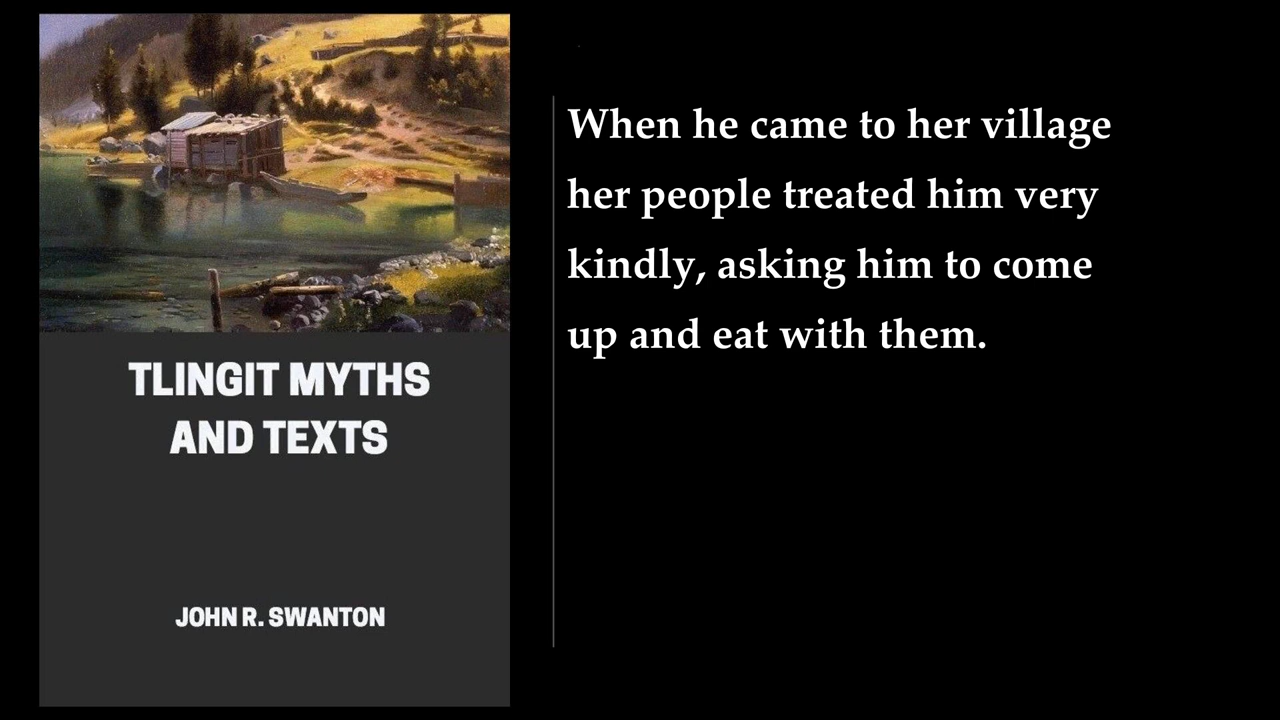 TLINGIT MYTHS
AND TEXTS
JOHN R. SWANTON
When he came to her village
her people treated him very
kindly, asking him to come
up and eat with them.